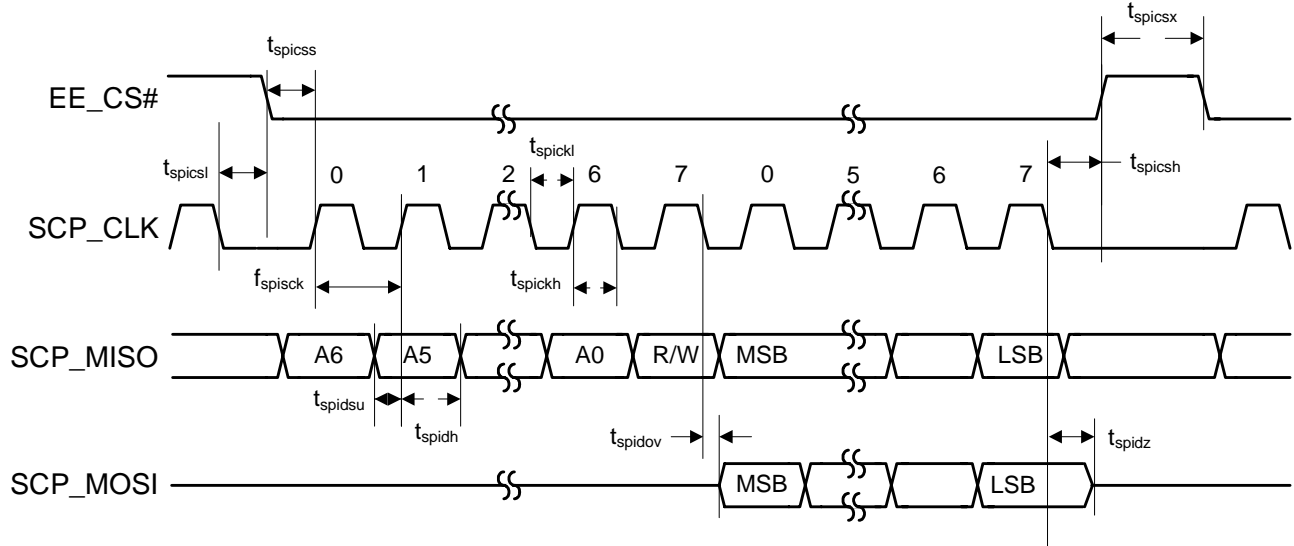 t_spicsx
t_spicss
EE_CS#
t_spickl
t_spicsl
0 1 2 6 7 0 5 6 7
t_spicsh
SCP_CLK
f_spisck
t_spickh
SCP_MISO
A6 A5 A0 R/W MSB LSB
t_spidsu
t_spidh
t_spidov
t_spidz
SCP_MOSI
MSB LSB